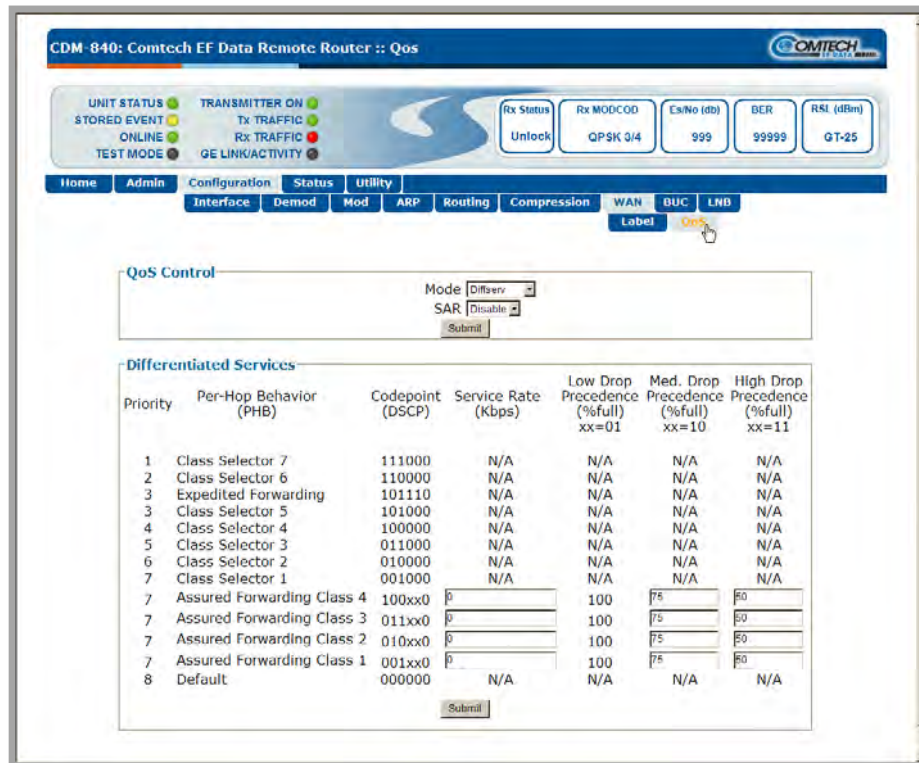 CDM-840: Comtech EF Data Remote Router :: Qos
COMTECH
EF DATA
UNIT STATUS TRANSMITTER ON
STORED EVENT Tx TRAFFIC
ONLINE Rx TRAFFIC
TEST MODE GE LINK/ACTIVITY
Rx Status Rx MODCOD Es/No (db) BER RSL (dBm)
Unlock QPSK 3/4 999 99999 GT-25
Home Admin Configuration Status Utility
Interface Demod Mod ARP Routing Compression WAN BUC LNB
Label QoS
QoS Control
Mode Diffserv
SAR Disable
Submit
Differentiated Services
Priority Per-Hop Behavior (PHB) Codepoint (DSCP) Service Rate (Kbps) Low Drop Precedence (%full) xx=01 Med. Drop Precedence (%full) xx=10 High Drop Precedence (%full) xx=11
1 Class Selector 7 111000 N/A N/A N/A N/A
2 Class Selector 6 110000 N/A N/A N/A N/A
3 Expedited Forwarding 101110 N/A N/A N/A N/A
3 Class Selector 5 101000 N/A N/A N/A N/A
4 Class Selector 4 100000 N/A N/A N/A N/A
5 Class Selector 3 011000 N/A N/A N/A N/A
6 Class Selector 2 010000 N/A N/A N/A N/A
7 Class Selector 1 001000 N/A N/A N/A N/A
7 Assured Forwarding Class 4 100xx0 0 100 75 50
7 Assured Forwarding Class 3 011xx0 0 100 75 50
7 Assured Forwarding Class 2 010xx0 0 100 75 50
7 Assured Forwarding Class 1 001xx0 0 100 75 50
8 Default 000000 N/A N/A N/A N/A
Submit